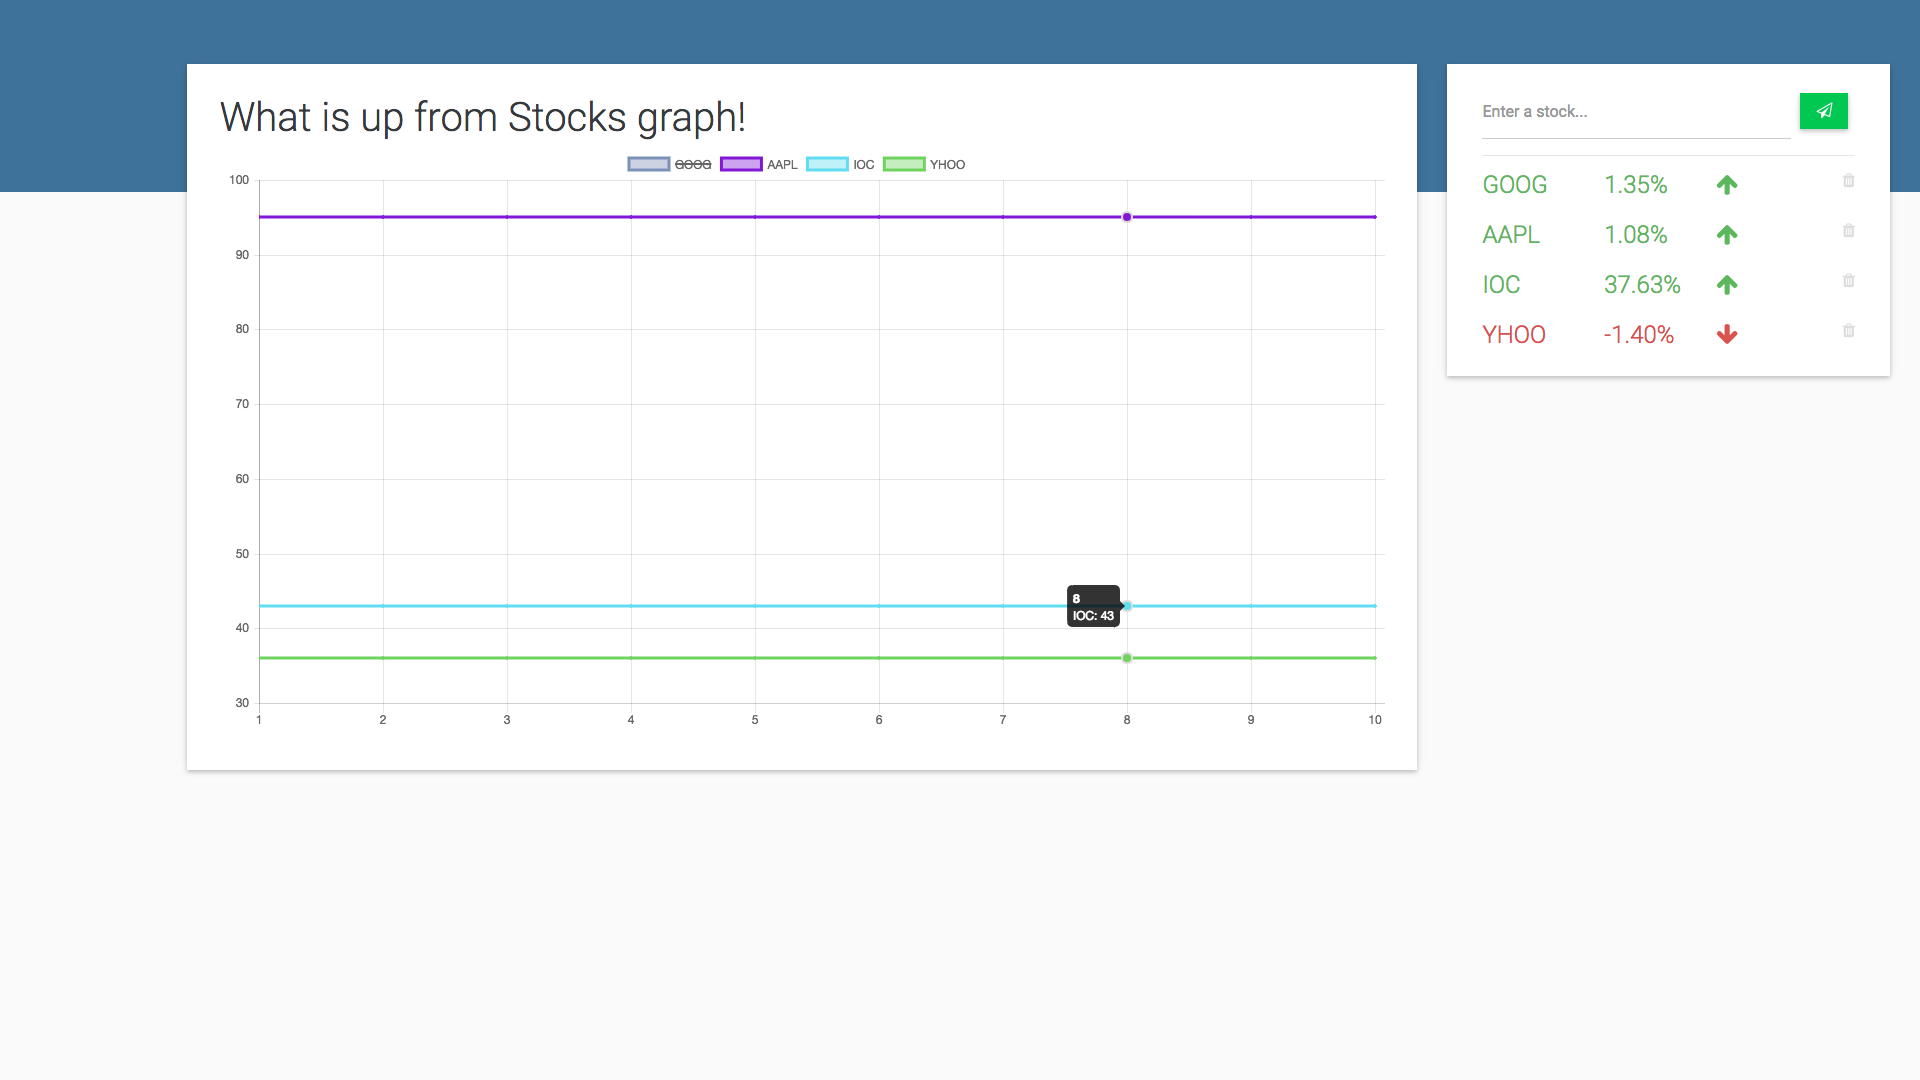 What is up from Stocks graph!
GOOG AAPL IOC YHOO
100
90
80
70
60
50
40
30
8
IOC: 43
1 2 3 4 5 6 7 8 9 10
Enter a stock...
GOOG 1.35%
AAPL 1.08%
IOC 37.63%
YHOO -1.40%